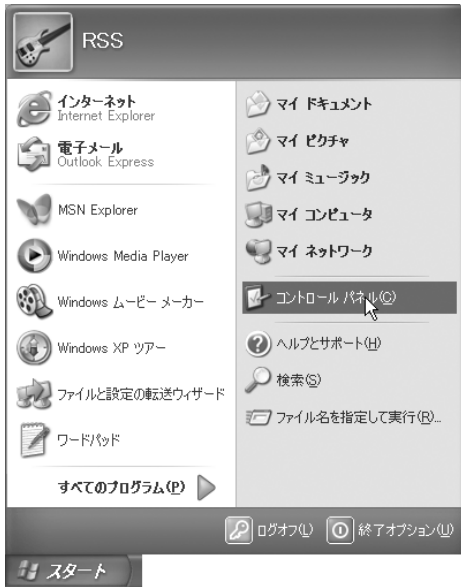 RSS
インターネット
Internet Explorer
電子メール
Outlook Express
MSN Explorer
Windows Media Player
Windows ムービー メーカー
Windows XP ツアー
ファイルと設定の転送ウィザード
ワードパッド
すべてのプログラム(P)
マイ ドキュメント
マイ ピクチャ
マイ ミュージック
マイ コンピュータ
マイ ネットワーク
コントロール パネル(C)
ヘルプとサポート(H)
検索(S)
ファイル名を指定して実行(R)...
ログオフ(L)
終了オプション(U)
スタート